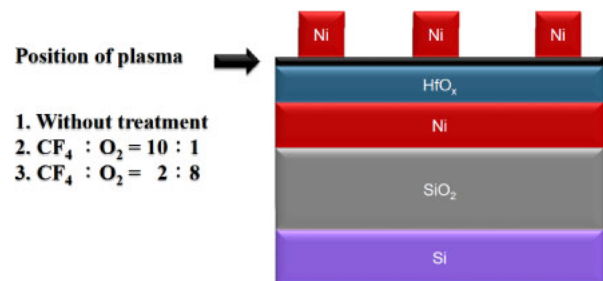 Ni Ni Ni
Position of plasma
HfOₓ
1. Without treatment
Ni
2. CF₄ : O₂ = 10 : 1
3. CF₄ : O₂ = 2 : 8
SiO₂
Si